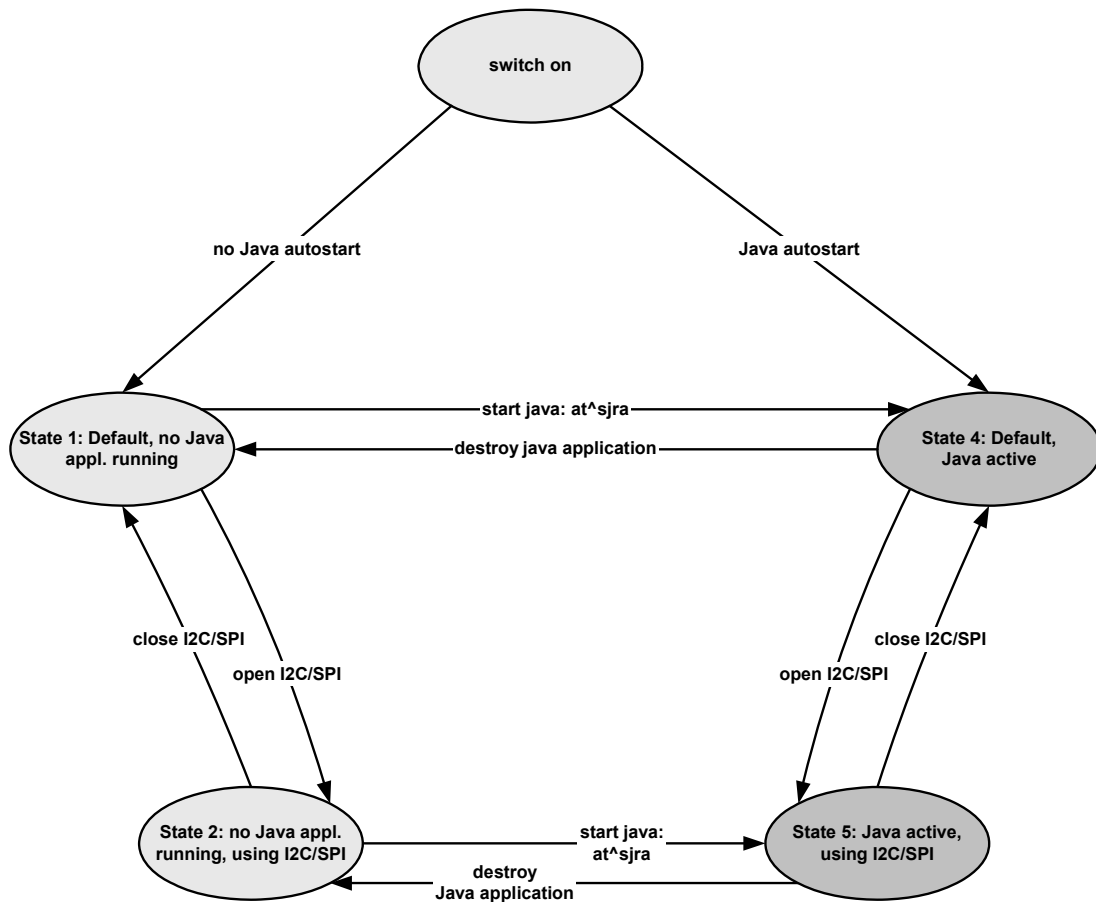 switch on
no Java autostart
Java autostart
start java: at^sjra
State 1: Default, no Java
appl. running
State 4: Default,
Java active
destroy java application
close I2C/SPI
open I2C/SPI
open I2C/SPI
close I2C/SPI
State 2: no Java appl.
running, using I2C/SPI
start java:
at^sjra
State 5: Java active,
using I2C/SPI
destroy
Java application